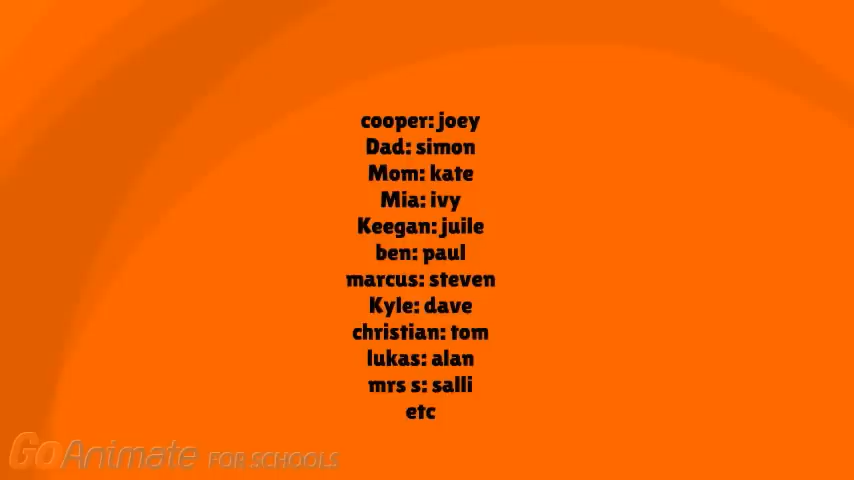 cooper: joey
Dad: simon
Mom: kate
Mia: ivy
Keegan: juile
ben: paul
marcus: steven
Kyle: dave
christian: tom
lukas: alan
mrs s: salli
etc
GoAnimate FOR SCHOOLS